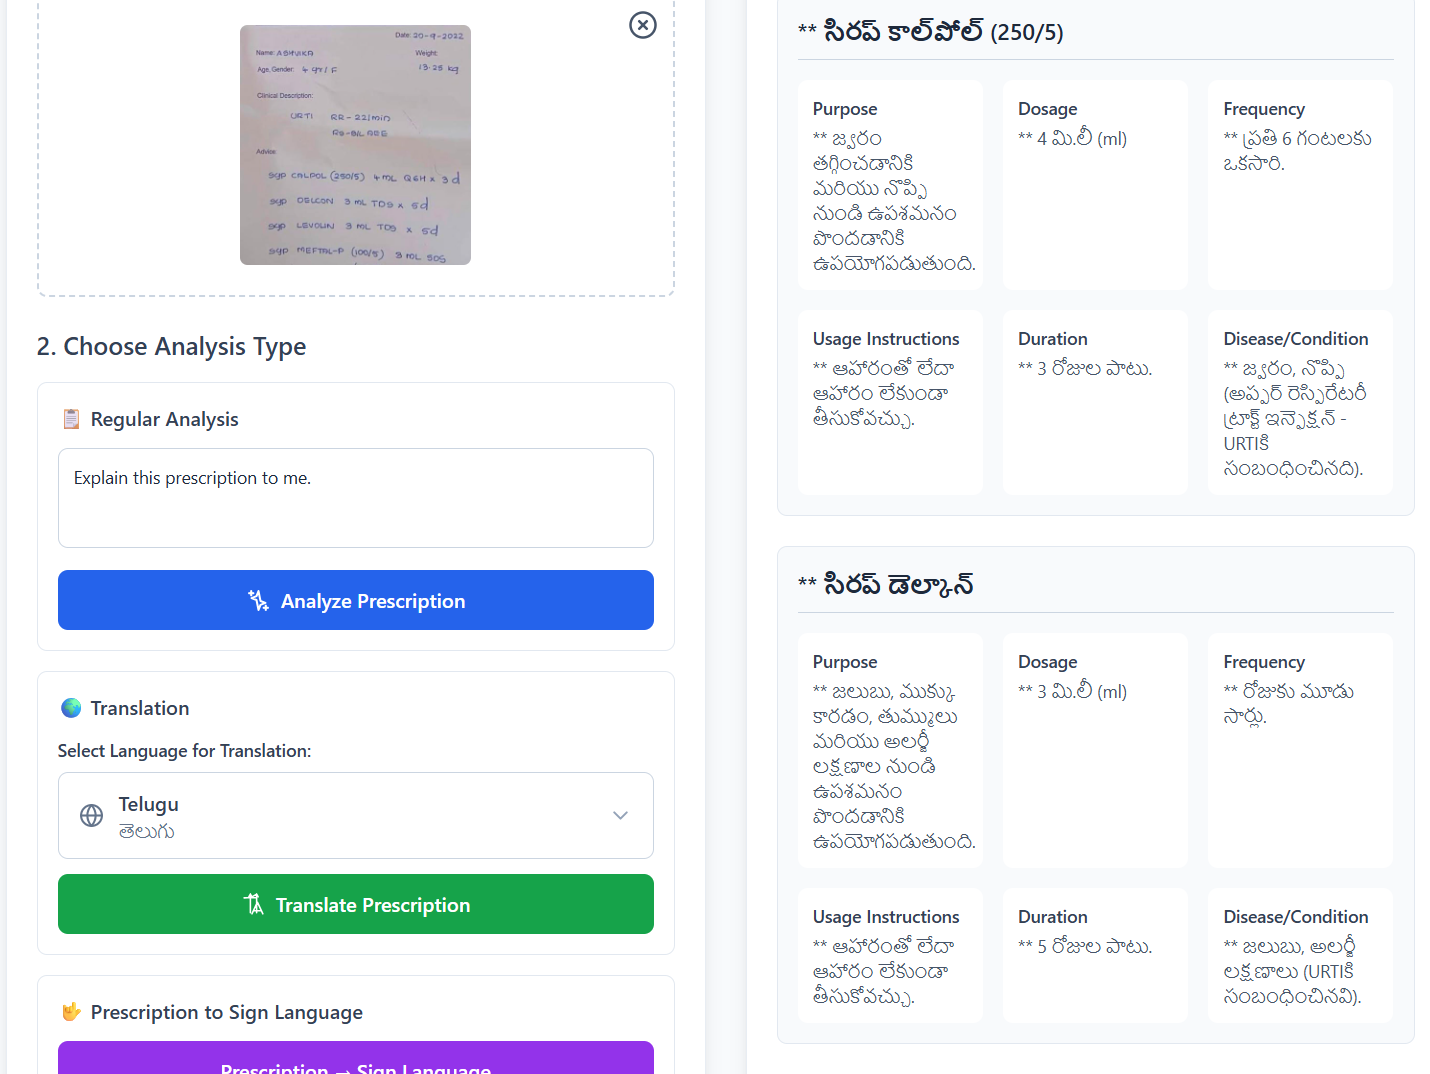 Date: 20-9-2022
Name: ASHVIKA
Weight:
Age, Gender: 4 yr / F
13.25 kg
Clinical Description:
URTI RR - 22/min
Advice:
syp CALPOL (250/5) 4 mL Q6H x 3d
syp DELCON 3 mL TDS x 5d
syp LEVOLIN 3 mL TDS x 5d
syp MEFTAL-P (100/5) 3 mL SOS
2. Choose Analysis Type
Regular Analysis
Explain this prescription to me.
Analyze Prescription
Translation
Select Language for Translation:
Telugu
తెలుగు
Translate Prescription
Prescription to Sign Language
Prescription → Sign Language
** సిరప్ కాల్‌పోల్ (250/5)
Purpose
** జ్వరం
తగ్గించడానికి
మరియు నొప్పి
నుండి ఉపశమనం
పొందడానికి
ఉపయోగపడుతుంది.
Dosage
** 4 మి.లీ (ml)
Frequency
** ప్రతి 6 గంటలకు
ఒకసారి.
Usage Instructions
** ఆహారంతో లేదా
ఆహారం లేకుండా
తీసుకోవచ్చు.
Duration
** 3 రోజుల పాటు.
Disease/Condition
** జ్వరం, నొప్పి
(అప్పర్ రెస్పిరేటరీ
ట్రాక్ట్ ఇన్ఫెక్షన్ -
URTIకి
సంబంధించినది).
** సిరప్ డెల్కాన్
Purpose
** జలుబు, ముక్కు
కారడం, తుమ్ములు
మరియు అలర్జీ
లక్షణాల నుండి
ఉపశమనం
పొందడానికి
ఉపయోగపడుతుంది.
Dosage
** 3 మి.లీ (ml)
Frequency
** రోజుకు మూడు
సార్లు.
Usage Instructions
** ఆహారంతో లేదా
ఆహారం లేకుండా
తీసుకోవచ్చు.
Duration
** 5 రోజుల పాటు.
Disease/Condition
** జలుబు, అలర్జీ
లక్షణాలు (URTIకి
సంబంధించినవి).